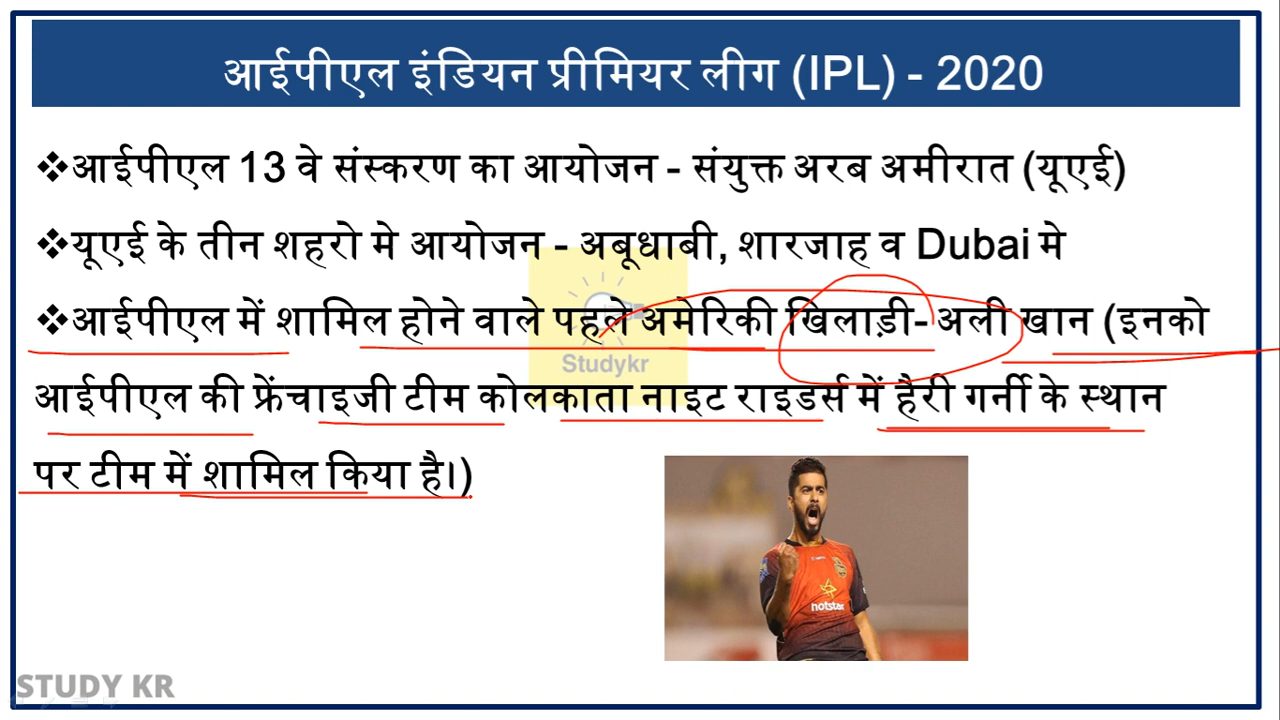 आईपीएल इंडियन प्रीमियर लीग (IPL) - 2020
❖आईपीएल 13 वे संस्करण का आयोजन - संयुक्त अरब अमीरात (यूएई)
❖यूएई के तीन शहरो मे आयोजन - अबूधाबी, शारजाह व Dubai मे
❖आईपीएल में शामिल होने वाले पहले अमेरिकी खिलाड़ी- अली खान (इनको
आईपीएल की फ्रेंचाइजी टीम कोलकाता नाइट राइडर्स में हैरी गर्नी के स्थान
पर टीम में शामिल किया है।)
Studykr
hotstar
STUDY KR